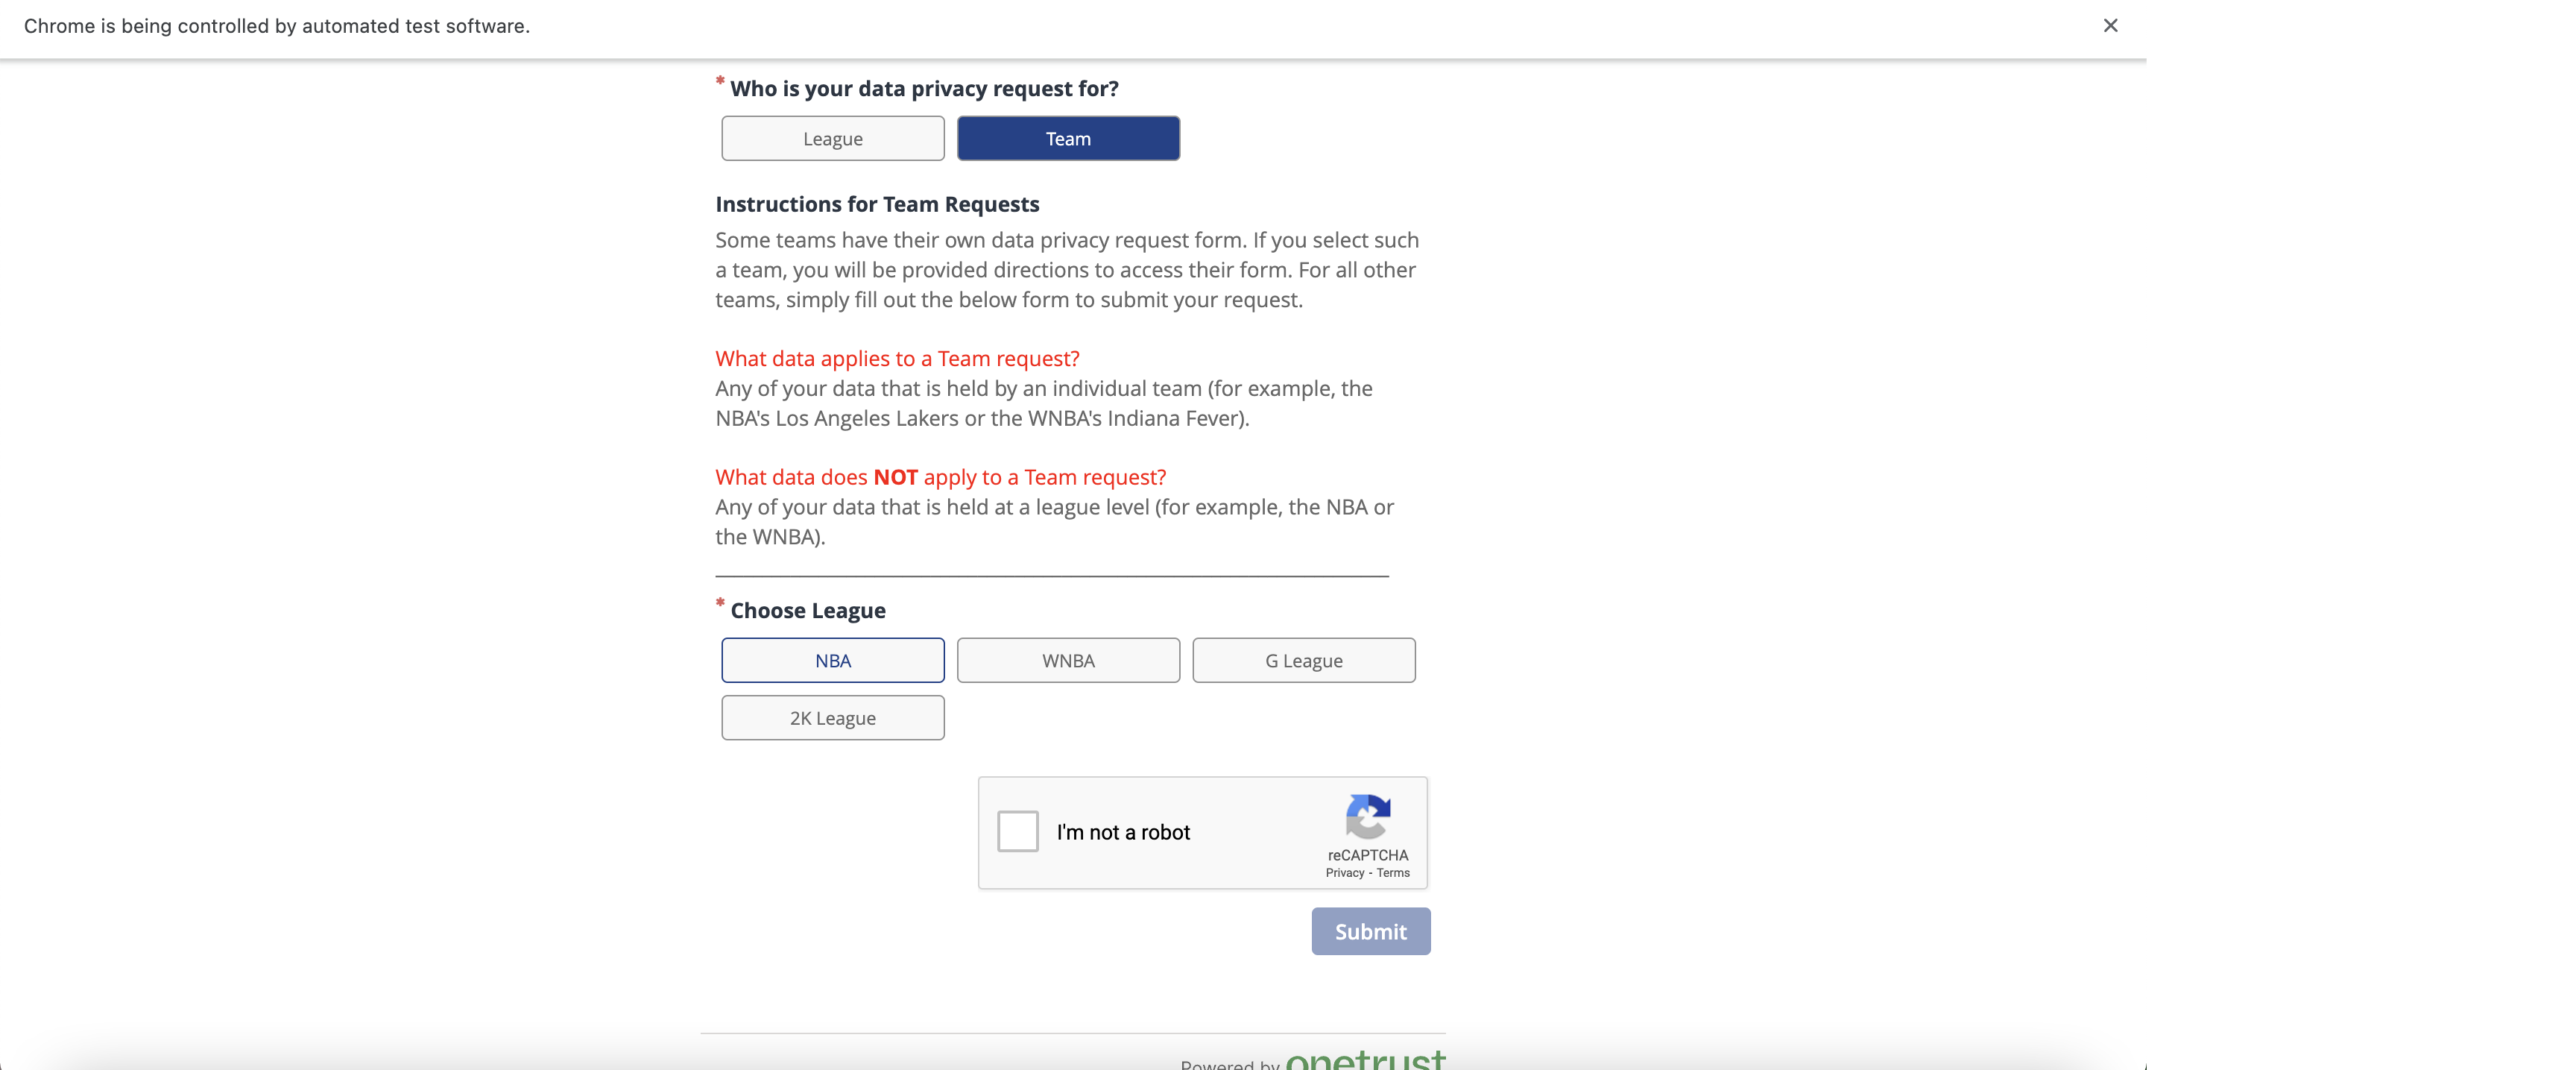 Chrome is being controlled by automated test software.
* Who is your data privacy request for?
League
Team
Instructions for Team Requests
Some teams have their own data privacy request form. If you select such
a team, you will be provided directions to access their form. For all other
teams, simply fill out the below form to submit your request.
What data applies to a Team request?
Any of your data that is held by an individual team (for example, the
NBA's Los Angeles Lakers or the WNBA's Indiana Fever).
What data does NOT apply to a Team request?
Any of your data that is held at a league level (for example, the NBA or
the WNBA).
* Choose League
NBA
WNBA
G League
2K League
I'm not a robot
reCAPTCHA
Privacy - Terms
Submit
Powered by onetrust